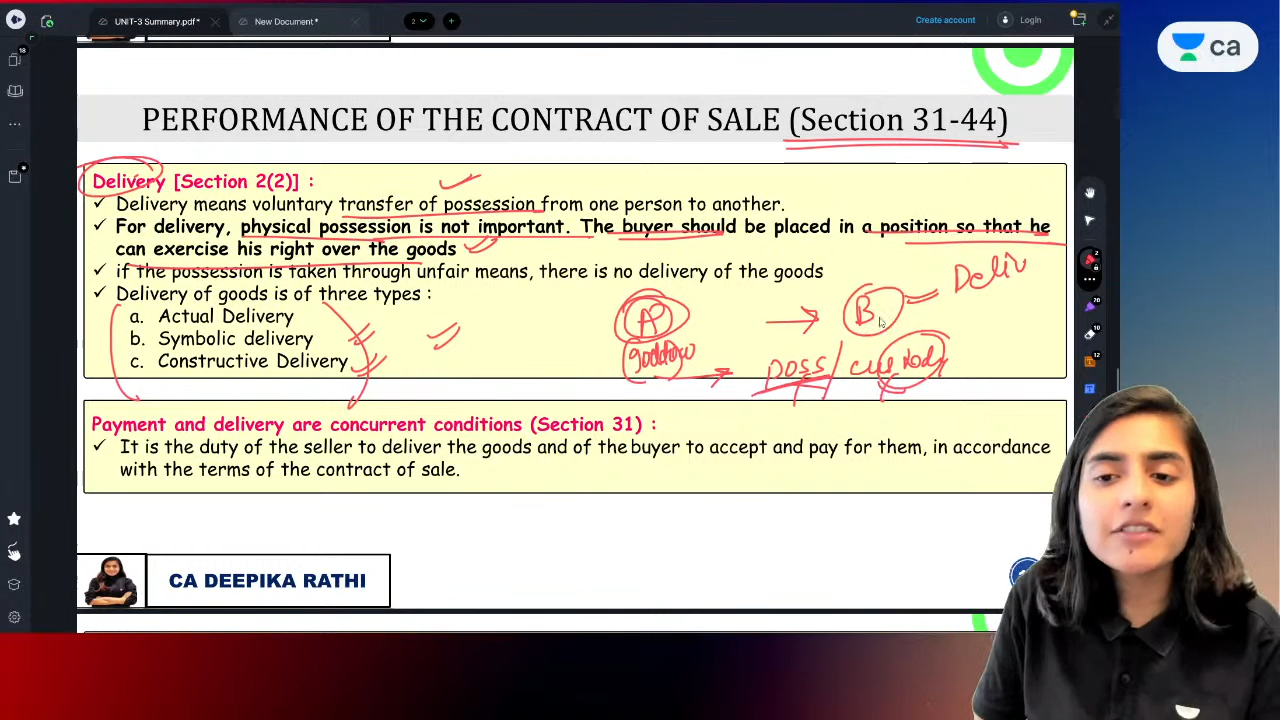 UNIT-3 Summary.pdf*
New Document*
2
Create account
Login
ca
18
PERFORMANCE OF THE CONTRACT OF SALE (Section 31-44)
Delivery [Section 2(2)] :
✓ Delivery means voluntary transfer of possession from one person to another.
✓ For delivery, physical possession is not important. The buyer should be placed in a position so that he
can exercise his right over the goods
✓ if the possession is taken through unfair means, there is no delivery of the goods
✓ Delivery of goods is of three types :
a. Actual Delivery
b. Symbolic delivery
c. Constructive Delivery
A → B = Deliv
godown → poss / custody
Payment and delivery are concurrent conditions (Section 31) :
✓ It is the duty of the seller to deliver the goods and of the buyer to accept and pay for them, in accordance
with the terms of the contract of sale.
CA DEEPIKA RATHI
2
20
9
12